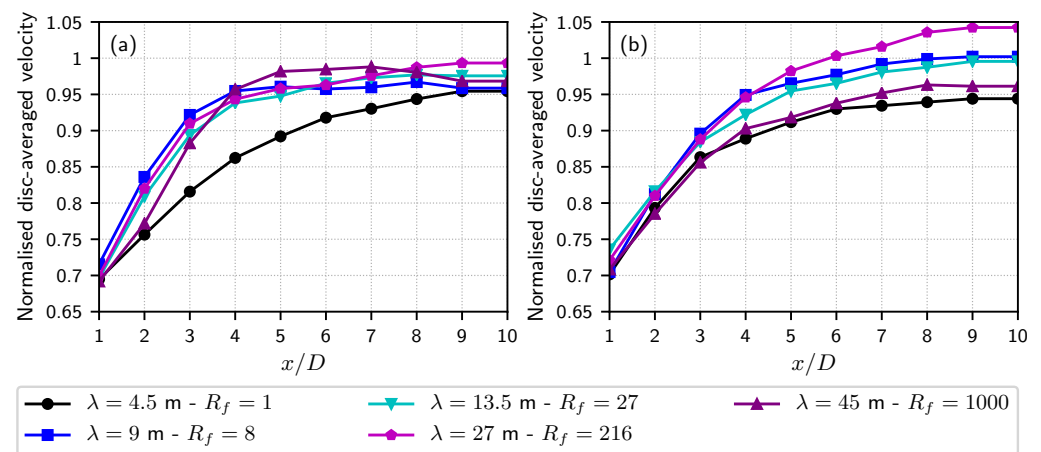 Normalised disc-averaged velocity
1.05
1
0.95
0.9
0.85
0.8
0.75
0.7
0.65
(a)
1 2 3 4 5 6 7 8 9 10
x/D
Normalised disc-averaged velocity
1.05
1
0.95
0.9
0.85
0.8
0.75
0.7
0.65
(b)
1 2 3 4 5 6 7 8 9 10
x/D
λ = 4.5 m - R_f = 1
λ = 13.5 m - R_f = 27
λ = 45 m - R_f = 1000
λ = 9 m - R_f = 8
λ = 27 m - R_f = 216